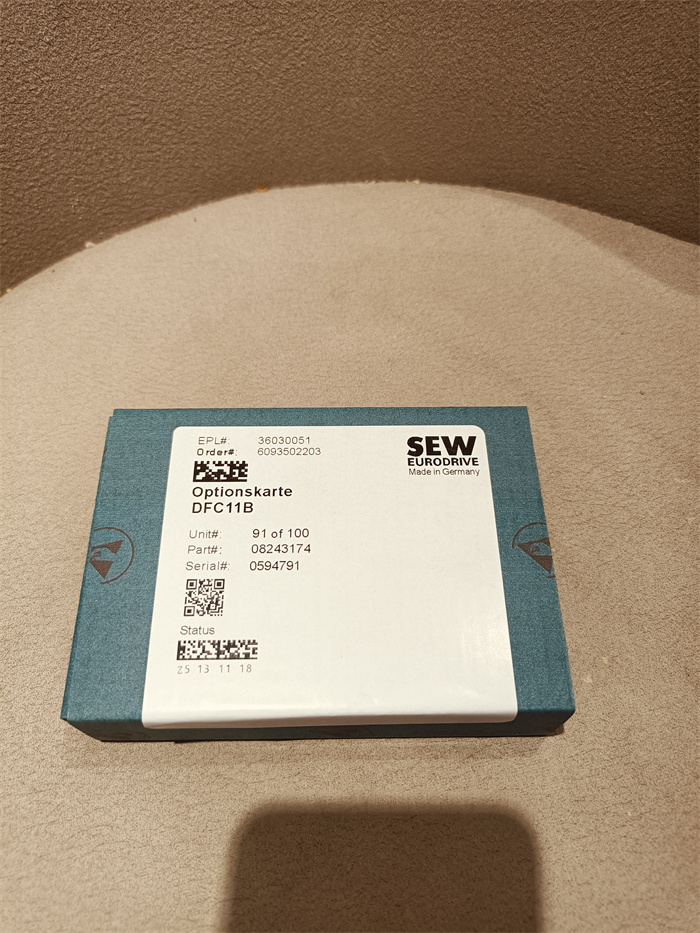 EPL#: 36030051
Order#: 6093502203
SEW
EURODRIVE
Made in Germany
Optionskarte
DFC11B
Unit#: 91 of 100
Part#: 08243174
Serial#: 0594791
Status
25 13 11 18